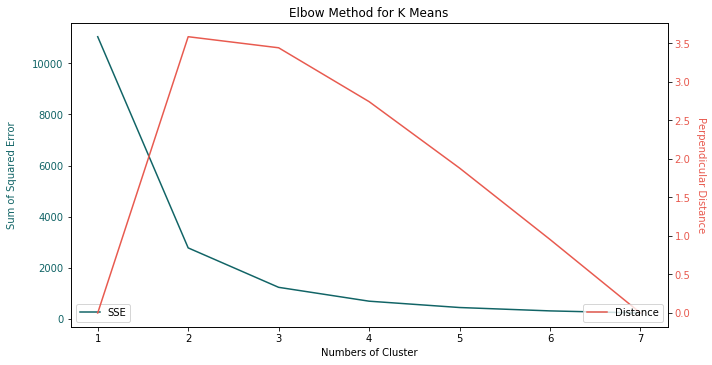 Elbow Method for K Means
Sum of Squared Error
10000
8000
6000
4000
2000
0
3.5
3.0
2.5
2.0
1.5
1.0
0.5
0.0
Perpendicular Distance
SSE
Distance
1 2 3 4 5 6 7
Numbers of Cluster